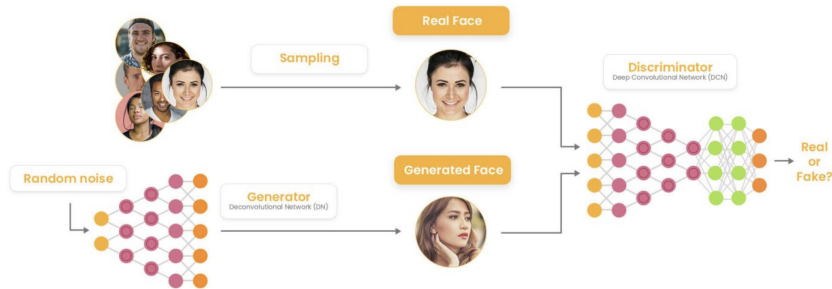 Real Face
Sampling
Discriminator
Deep Convolutional Network (DCN)
Real
or
Fake?
Random noise
Generator
Deconvolutional Network (DN)
Generated Face